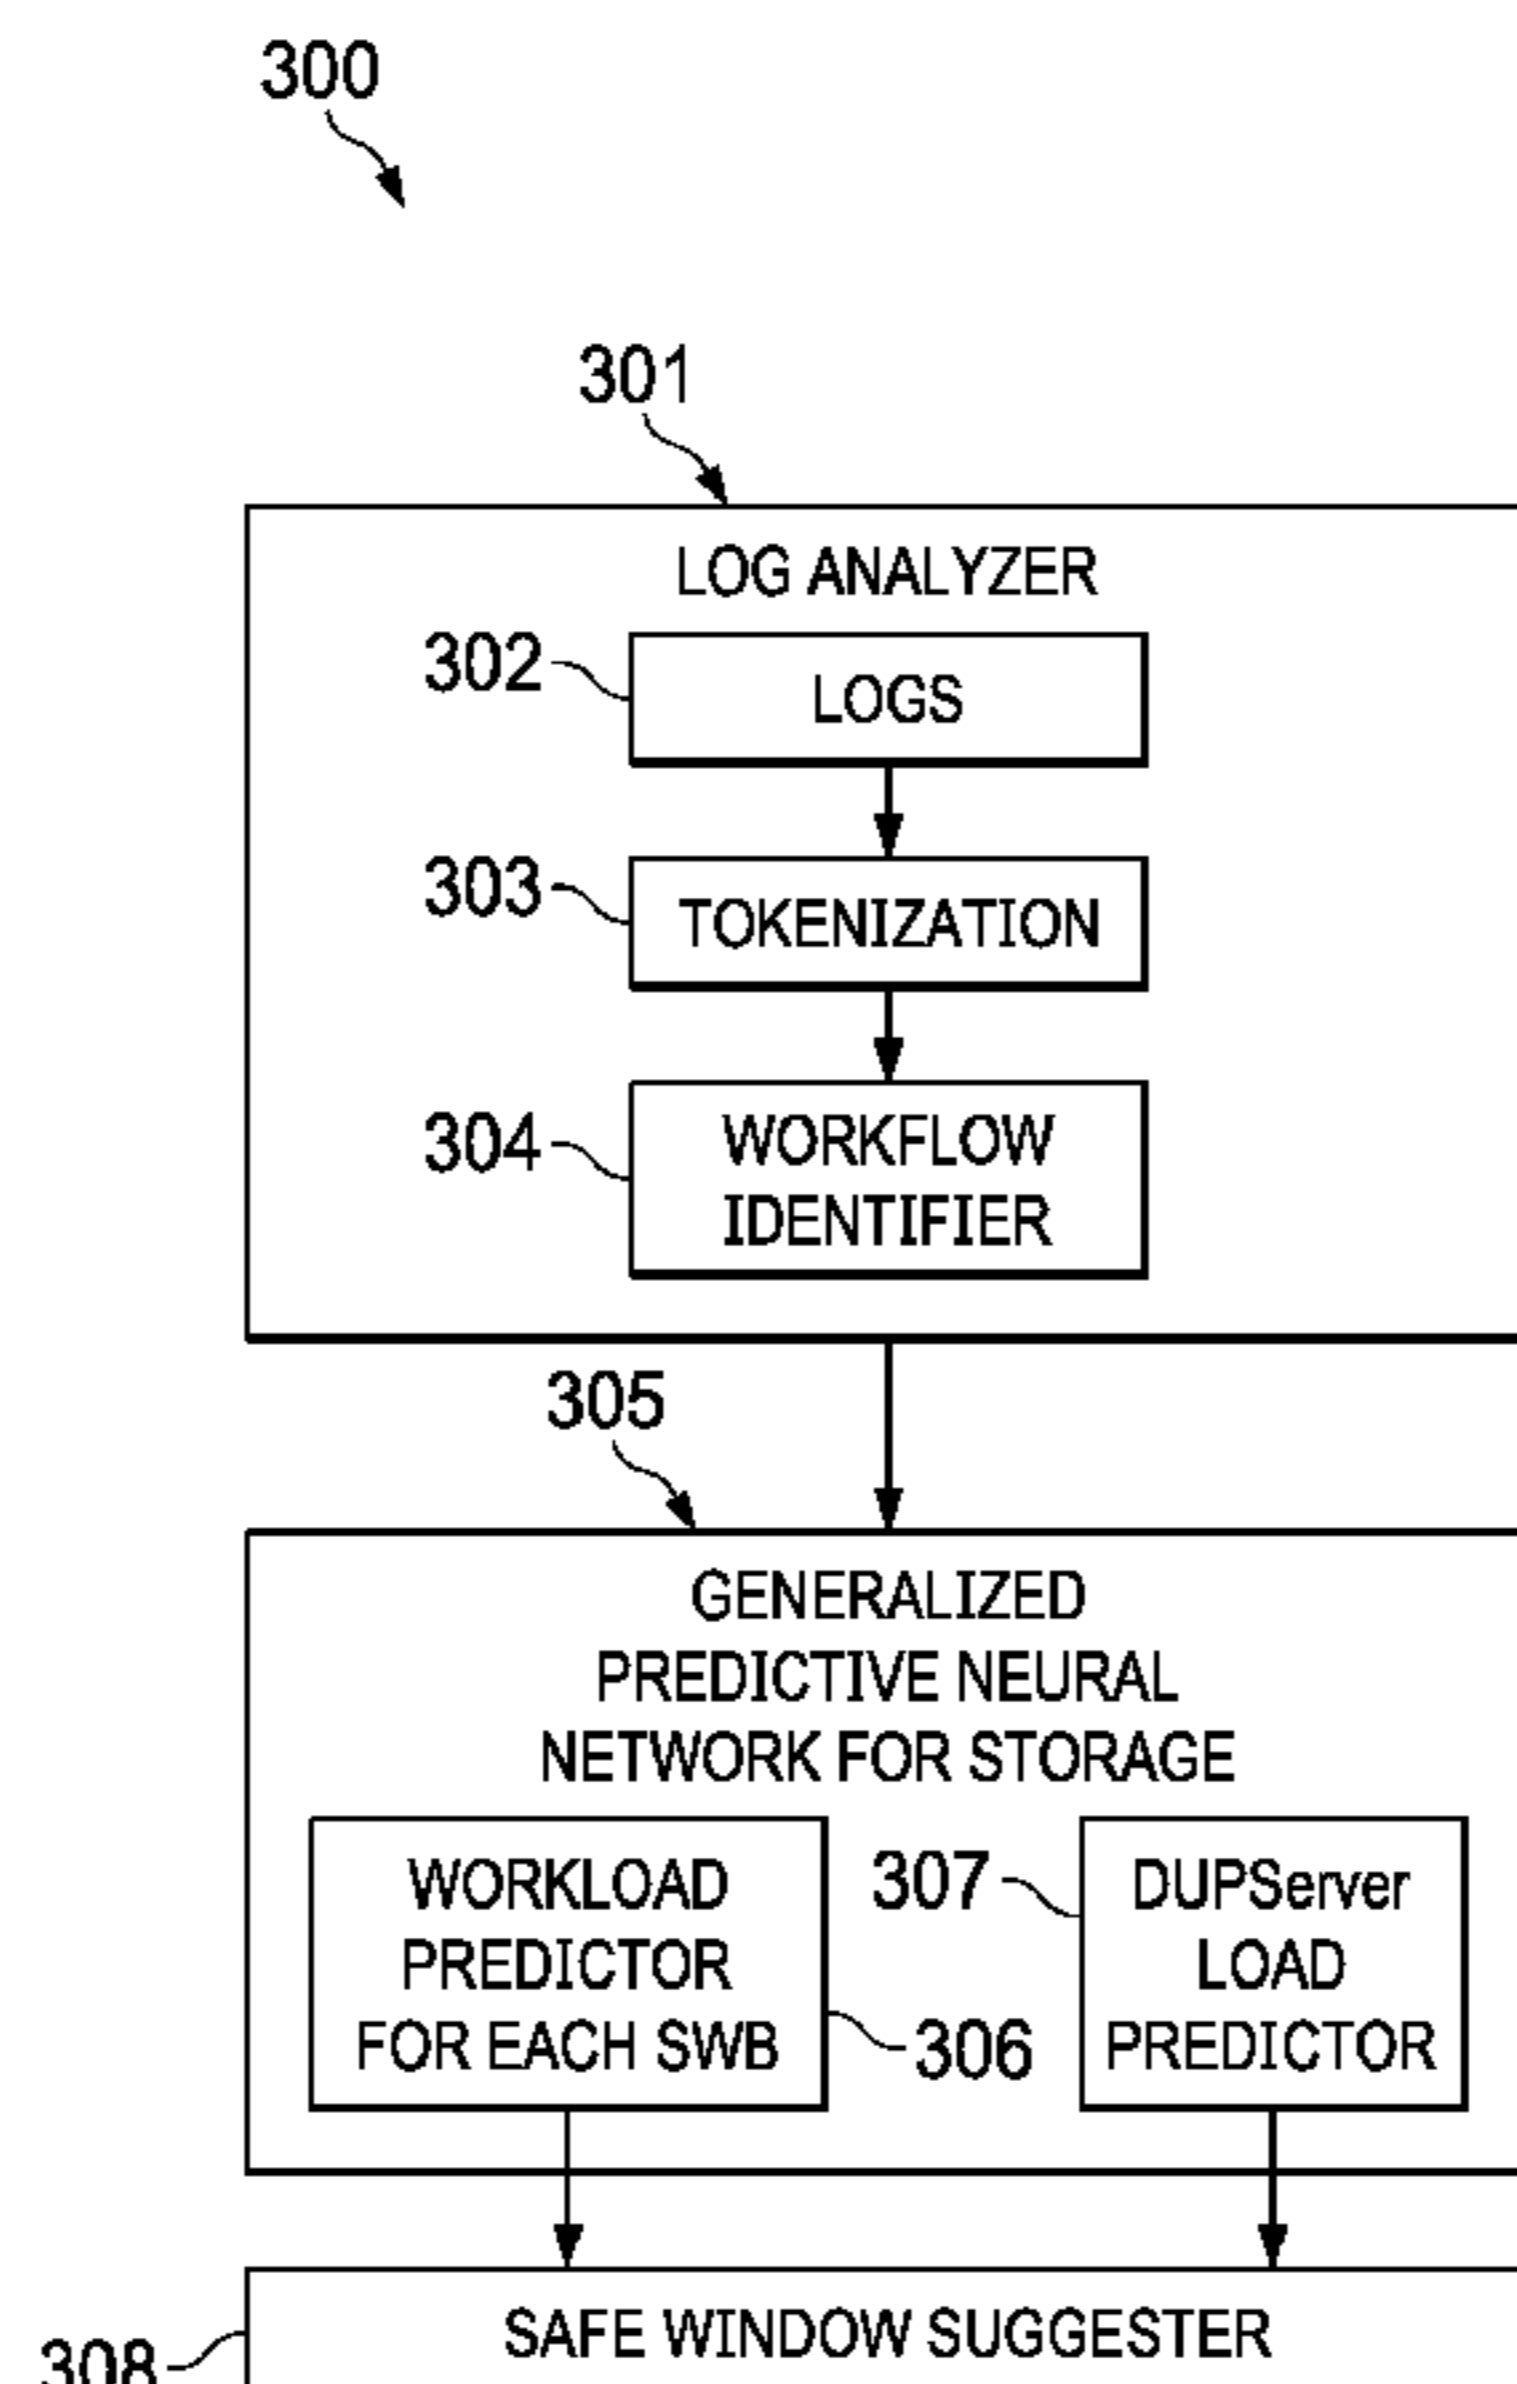 300
301
LOG ANALYZER
302
LOGS
303
TOKENIZATION
304
WORKFLOW
IDENTIFIER
305
GENERALIZED
PREDICTIVE NEURAL
NETWORK FOR STORAGE
WORKLOAD
PREDICTOR
FOR EACH SWB
306
307
DUPServer
LOAD
PREDICTOR
SAFE WINDOW SUGGESTER
308